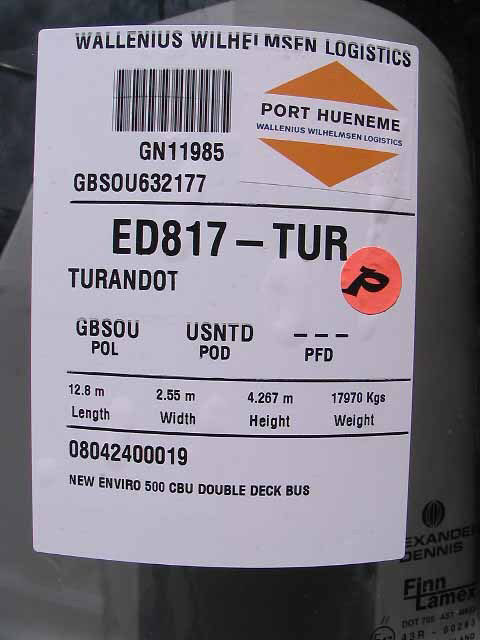 WALLENIUS WILHELMSEN LOGISTICS
PORT HUENEME
WALLENIUS WILHELMSEN LOGISTICS
GN11985
GBSOU632177
ED817-TUR
TURANDOT
P
GBSOU USNTD ---
POL POD PFD
12.8 m 2.55 m 4.267 m 17970 Kgs
Length Width Height Weight
08042400019
NEW ENVIRO 500 CBU DOUBLE DECK BUS
EXANDE
DENNIS
Finn
Lamex